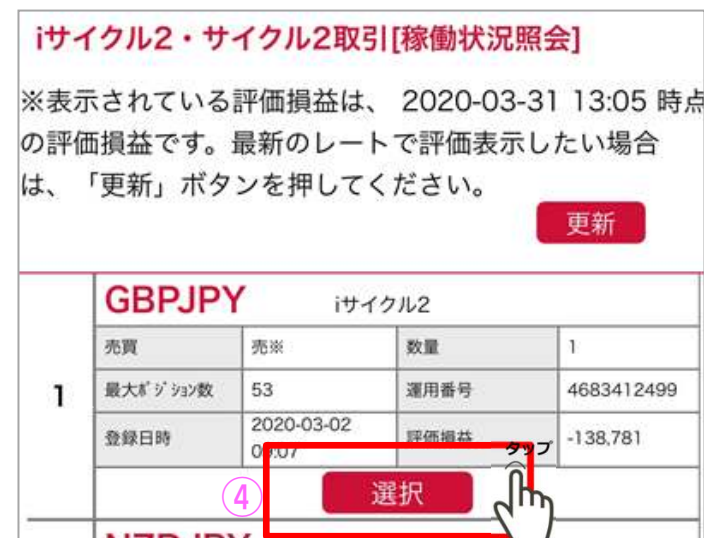 iサイクル2・サイクル2取引[稼働状況照会]
※表示されている評価損益は、 2020-03-31 13:05 時点
の評価損益です。最新のレートで評価表示したい場合
は、「更新」ボタンを押してください。
更新
GBPJPY iサイクル2
売買 売※ 数量 1
1
最大ﾎﾟｼﾞｼｮﾝ数 53 運用番号 4683412499
登録日時 2020-03-02 09:07 評価損益 -138,781
タップ
④ 選択
NZDJPY